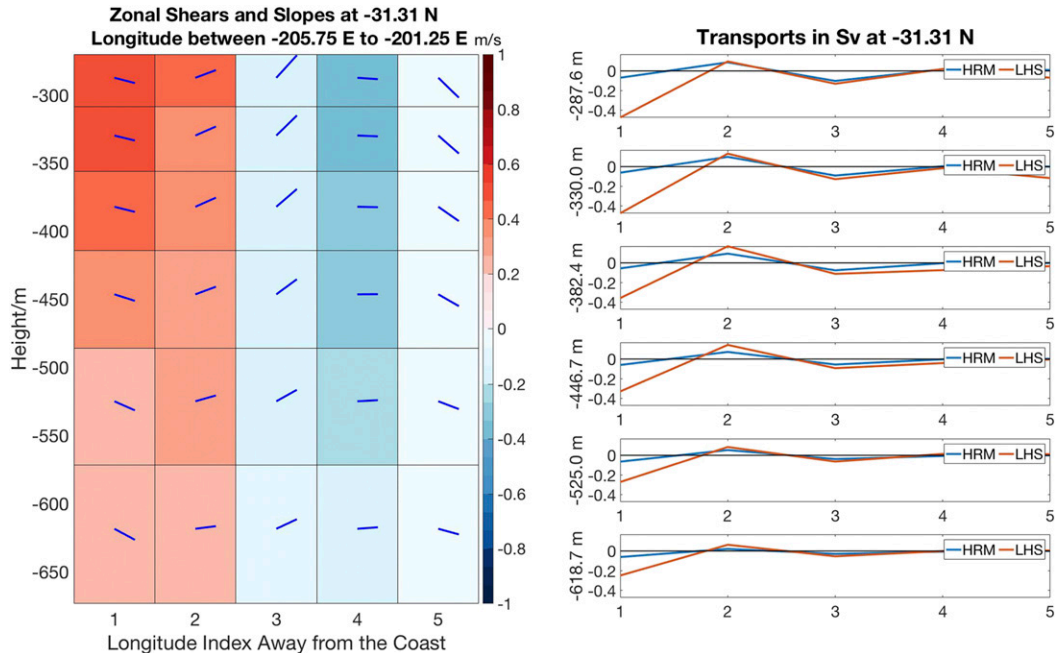 Zonal Shears and Slopes at -31.31 N
Longitude between -205.75 E to -201.25 E m/s
-300
-350
-400
-450
-500
-550
-600
-650
Height/m
1 2 3 4 5
Longitude Index Away from the Coast
1
0.8
0.6
0.4
0.2
0
-0.2
-0.4
-0.6
-0.8
-1
Transports in Sv at -31.31 N
-287.6 m
0
-0.2
-0.4
HRM LHS
1 2 3 4 5
-330.0 m
0
-0.2
-0.4
HRM LHS
1 2 3 4 5
-382.4 m
0
-0.2
-0.4
HRM LHS
1 2 3 4 5
-446.7 m
0
-0.2
-0.4
HRM LHS
1 2 3 4 5
-525.0 m
0
-0.2
-0.4
HRM LHS
1 2 3 4 5
-618.7 m
0
-0.2
-0.4
HRM LHS
1 2 3 4 5